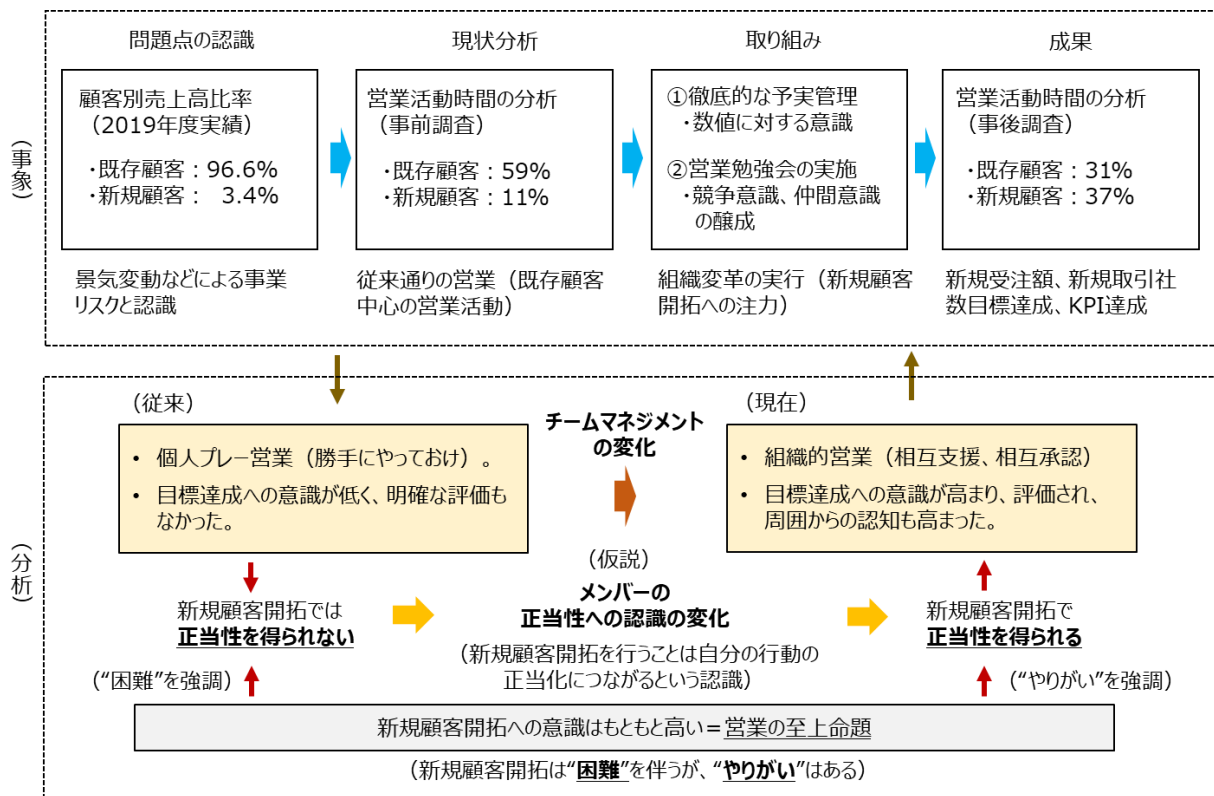 (事象)
問題点の認識
顧客別売上高比率
(2019年度実績)
・既存顧客：96.6%
・新規顧客： 3.4%
景気変動などによる事業
リスクと認識
現状分析
営業活動時間の分析
(事前調査)
・既存顧客：59%
・新規顧客：11%
従来通りの営業（既存顧客
中心の営業活動）
取り組み
①徹底的な予実管理
・数値に対する意識
②営業勉強会の実施
・競争意識、仲間意識
の醸成
組織変革の実行（新規顧客
開拓への注力）
成果
営業活動時間の分析
(事後調査)
・既存顧客：31%
・新規顧客：37%
新規受注額、新規取引社
数目標達成、KPI達成
(分析)
(従来)
• 個人プレー営業（勝手にやっておけ）。
• 目標達成への意識が低く、明確な評価も
なかった。
チームマネジメント
の変化
(現在)
• 組織的営業（相互支援、相互承認）
• 目標達成への意識が高まり、評価され、
周囲からの認知も高まった。
新規顧客開拓では
正当性を得られない
(仮説)
メンバーの
正当性への認識の変化
(新規顧客開拓を行うことは自分の行動の
正当化につながるという認識)
新規顧客開拓で
正当性を得られる
(“困難”を強調)
(“やりがい”を強調)
新規顧客開拓への意識はもともと高い＝営業の至上命題
(新規顧客開拓は“困難”を伴うが、“やりがい”はある)